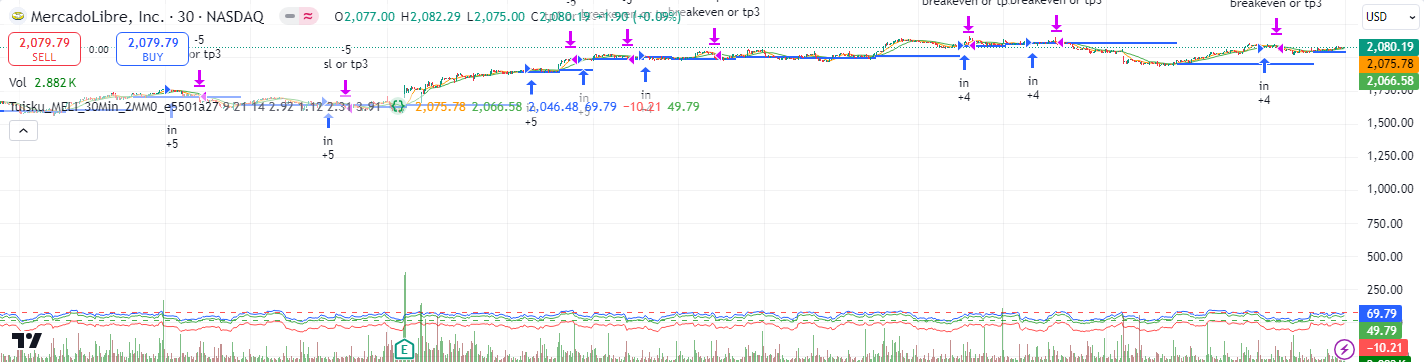 MercadoLibre, Inc. · 30 · NASDAQ
O2,077.00 H2,082.29 L2,075.00 C2,080.19 +1.90 (+0.09%)
-5
breakeven or tp3
breakeven or tp3
breakeven or tp3
USD
2,079.79
SELL
0.00
2,079.79
BUY
-5
or tp3
-5
sl or tp3
2,080.19
2,075.78
2,066.58
Vol 2.882 K
Tuisku_MELI_30Min_2MM0_e5501a27 9 21 14 2.92 1.12 2.31 3.91
2,075.78 2,066.58 2,046.48 69.79 −10.21 49.79
1,750.00
in
+5
in
+5
in
+5
in
in
in
+4
in
+4
in
+4
1,500.00
1,250.00
1,000.00
750.00
500.00
250.00
69.79
49.79
−10.21
E